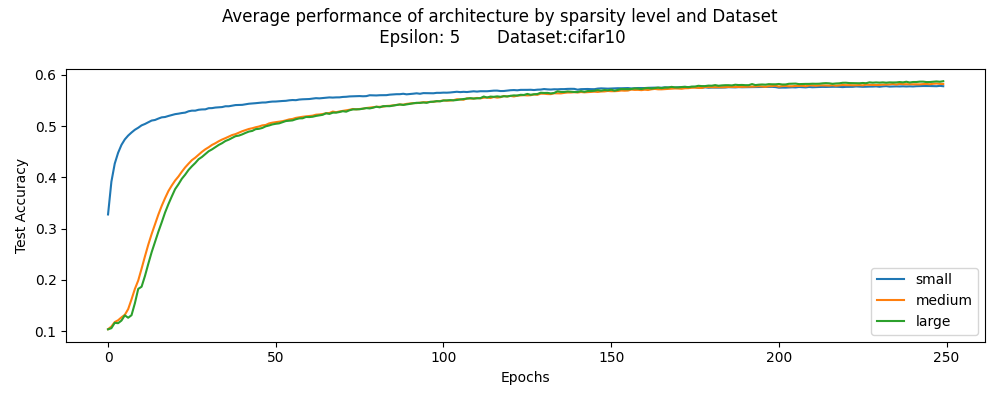 Average performance of architecture by sparsity level and Dataset
Epsilon: 5 Dataset:cifar10
0.6
0.5
0.4
0.3
0.2
0.1
Test Accuracy
small
medium
large
0 50 100 150 200 250
Epochs